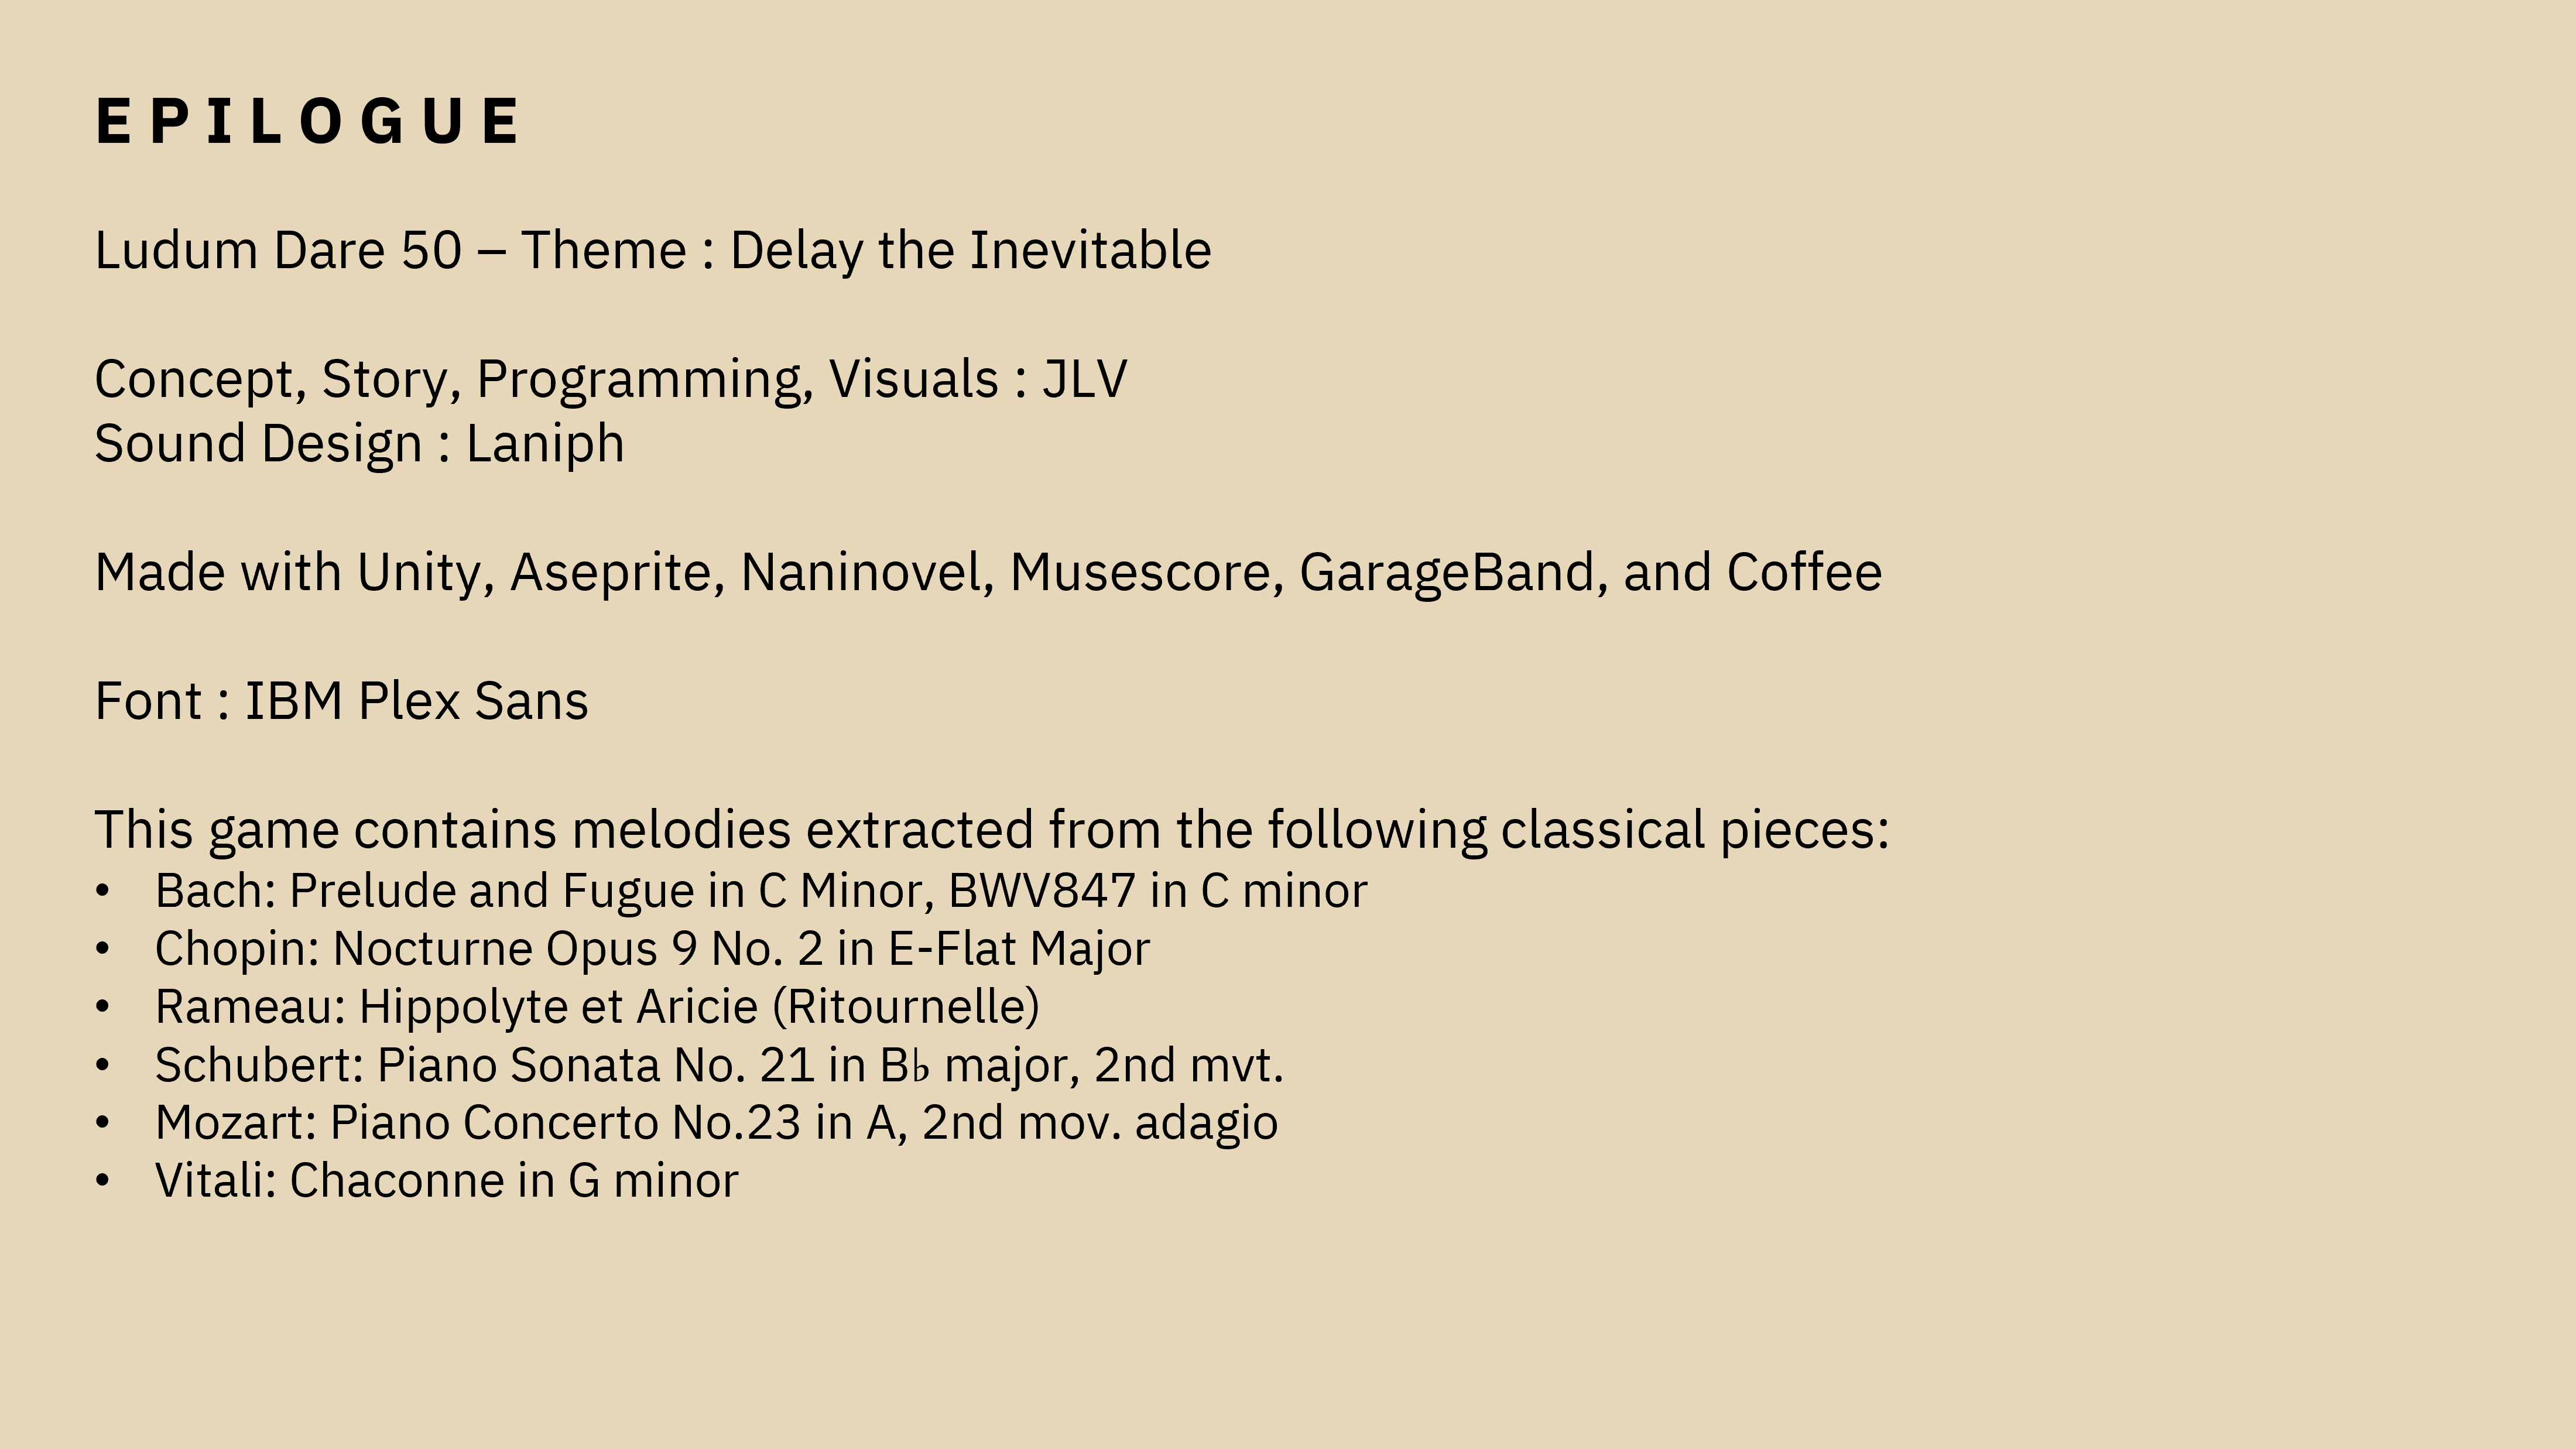 EPILOGUE
Ludum Dare 50 – Theme : Delay the Inevitable
Concept, Story, Programming, Visuals : JLV
Sound Design : Laniph
Made with Unity, Aseprite, Naninovel, Musescore, GarageBand, and Coffee
Font : IBM Plex Sans
This game contains melodies extracted from the following classical pieces:
• Bach: Prelude and Fugue in C Minor, BWV847 in C minor
• Chopin: Nocturne Opus 9 No. 2 in E-Flat Major
• Rameau: Hippolyte et Aricie (Ritournelle)
• Schubert: Piano Sonata No. 21 in B♭ major, 2nd mvt.
• Mozart: Piano Concerto No.23 in A, 2nd mov. adagio
• Vitali: Chaconne in G minor